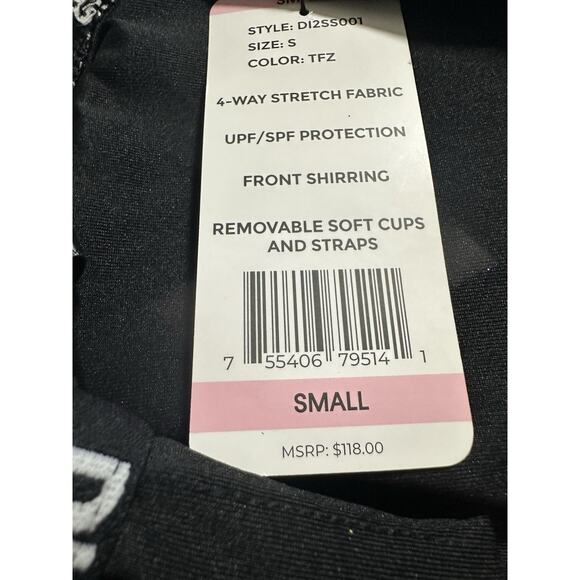 STYLE: DI2SS001
SIZE: S
COLOR: TFZ
4-WAY STRETCH FABRIC
UPF/SPF PROTECTION
FRONT SHIRRING
REMOVABLE SOFT CUPS
AND STRAPS
7 55406 79514 1
SMALL
MSRP: $118.00